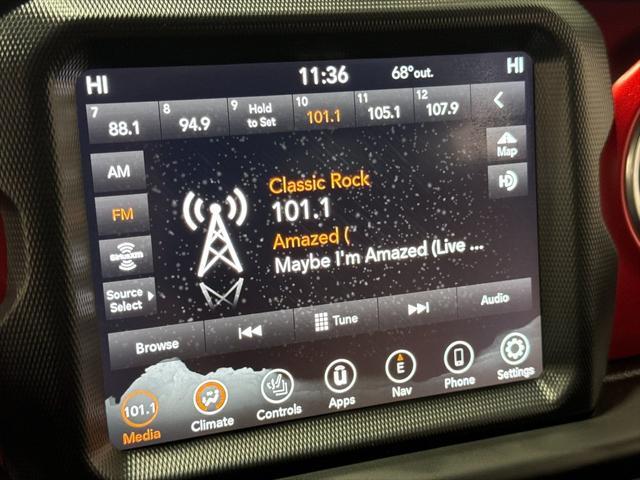 HI 11:36 68°out. HI
7 88.1
8 94.9
9 Hold to Set
10 101.1
11 105.1
12 107.9
AM
Map
FM
HD
SiriusXM
Source
Select
Classic Rock
101.1
Amazed (
Maybe I'm Amazed (Live ...
Browse
Tune
Audio
101.1
Media
Climate
Controls
u
Apps
E
Nav
Phone
Settings